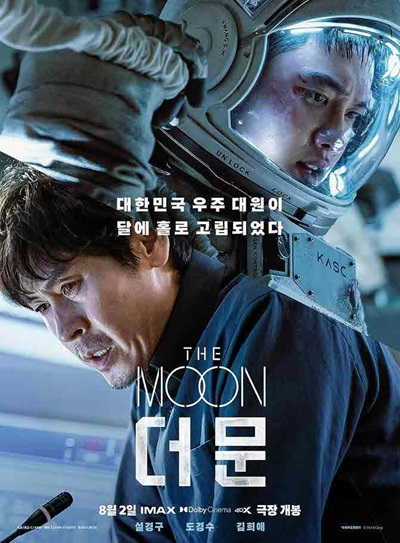 UNLOCK
대한민국 우주 대원이
달에 홀로 고립되었다
KASC
THE
MOON
더 문
8월 2일 IMAX Dolby Cinema 4DX 극장 개봉
설경구 도경수 김희애